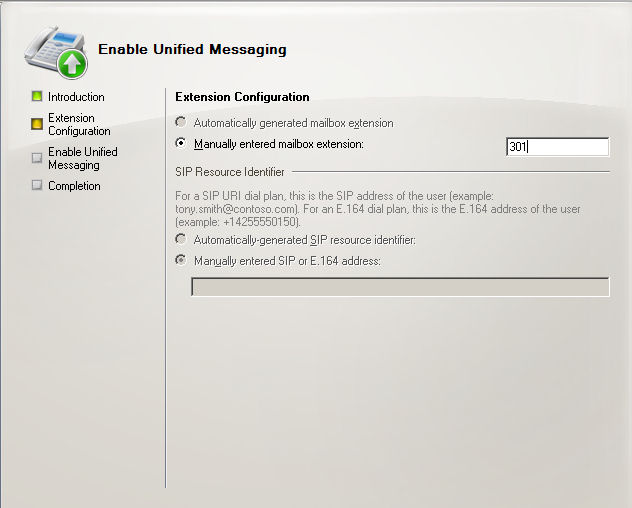 Enable Unified Messaging
Introduction
Extension
Configuration
Enable Unified
Messaging
Completion
Extension Configuration
Automatically generated mailbox extension
Manually entered mailbox extension:
301
SIP Resource Identifier
For a SIP URI dial plan, this is the SIP address of the user (example:
tony.smith@contoso.com). For an E.164 dial plan, this is the E.164 address of the user
(example: +14255550150).
Automatically-generated SIP resource identifier:
Manually entered SIP or E.164 address: